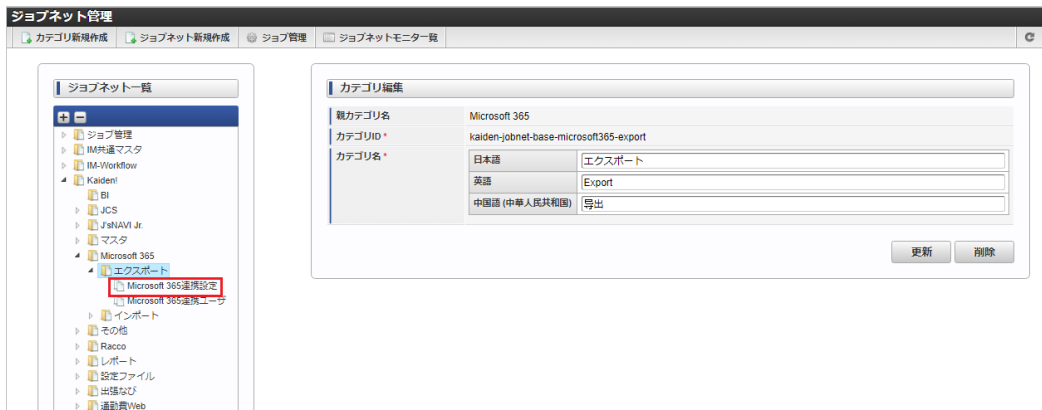 ジョブネット管理
カテゴリ新規作成 ジョブネット新規作成 ジョブ管理 ジョブネットモニター覧
ジョブネット一覧
ジョブ管理
IM共通マスタ
IM-Workflow
Kaiden!
BI
JCS
J'sNAVI Jr.
マスタ
Microsoft 365
エクスポート
Microsoft 365連携設定
Microsoft 365連携ユーザ
インポート
その他
Racco
レポート
設定ファイル
出張なび
通勤費Web
カテゴリ編集
親カテゴリ名 Microsoft 365
カテゴリID * kaiden-jobnet-base-microsoft365-export
カテゴリ名 *
日本語 エクスポート
英語 Export
中国語 (中華人民共和国) 导出
更新 削除